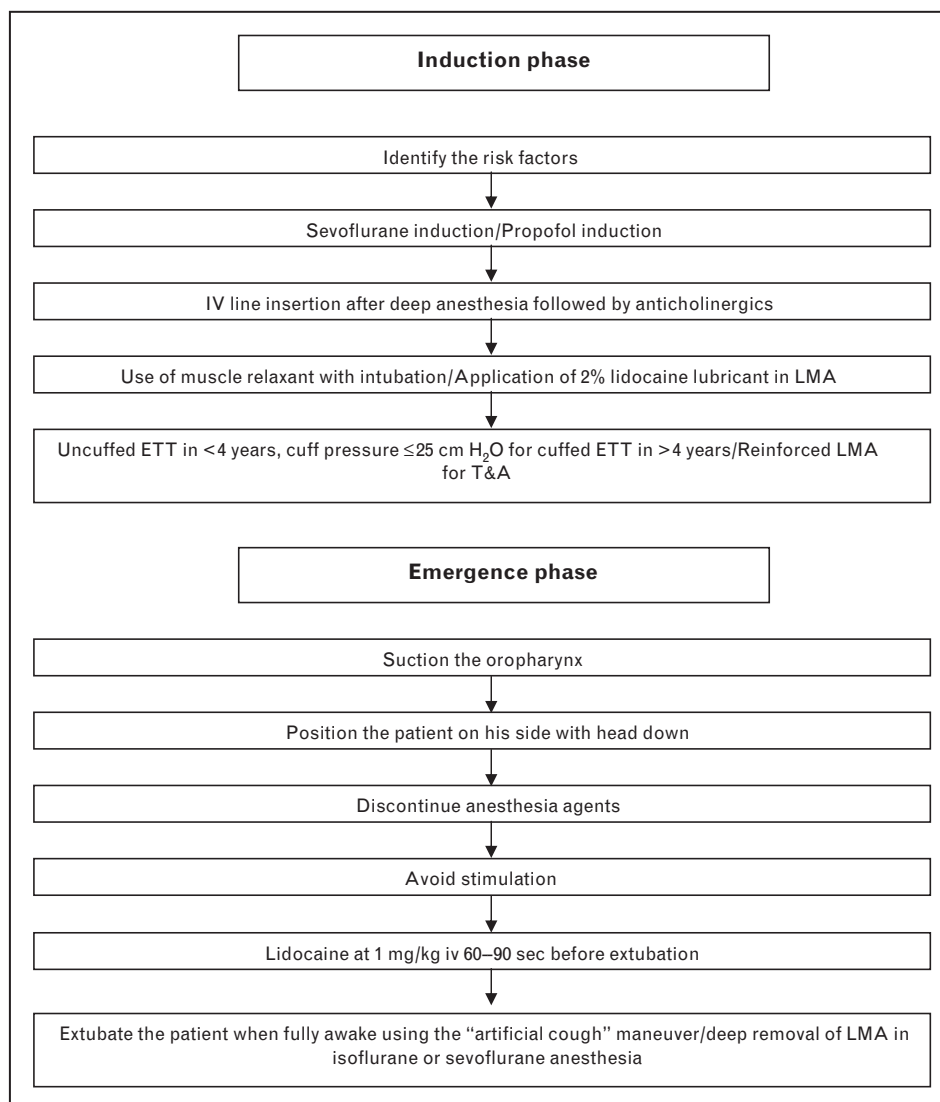 Induction phase
Identify the risk factors
Sevoflurane induction/Propofol induction
IV line insertion after deep anesthesia followed by anticholinergics
Use of muscle relaxant with intubation/Application of 2% lidocaine lubricant in LMA
Uncuffed ETT in <4 years, cuff pressure ≤25 cm H₂O for cuffed ETT in >4 years/Reinforced LMA
for T&A
Emergence phase
Suction the oropharynx
Position the patient on his side with head down
Discontinue anesthesia agents
Avoid stimulation
Lidocaine at 1 mg/kg iv 60–90 sec before extubation
Extubate the patient when fully awake using the “artificial cough” maneuver/deep removal of LMA in
isoflurane or sevoflurane anesthesia